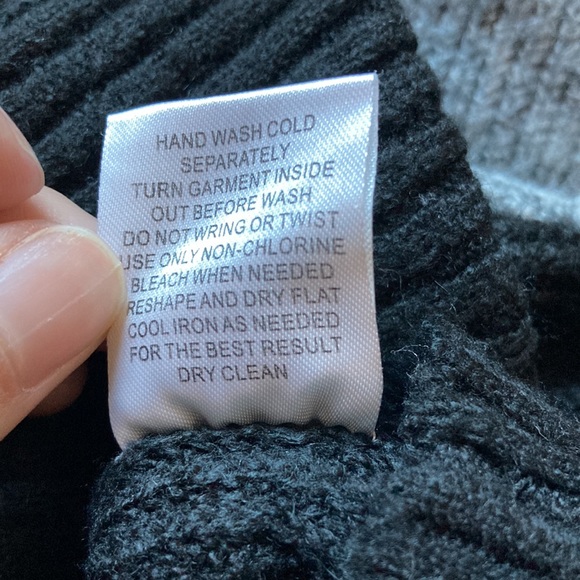 HAND WASH COLD
SEPARATELY
TURN GARMENT INSIDE
OUT BEFORE WASH
DO NOT WRING OR TWIST
USE ONLY NON-CHLORINE
BLEACH WHEN NEEDED
RESHAPE AND DRY FLAT
COOL IRON AS NEEDED
FOR THE BEST RESULT
DRY CLEAN